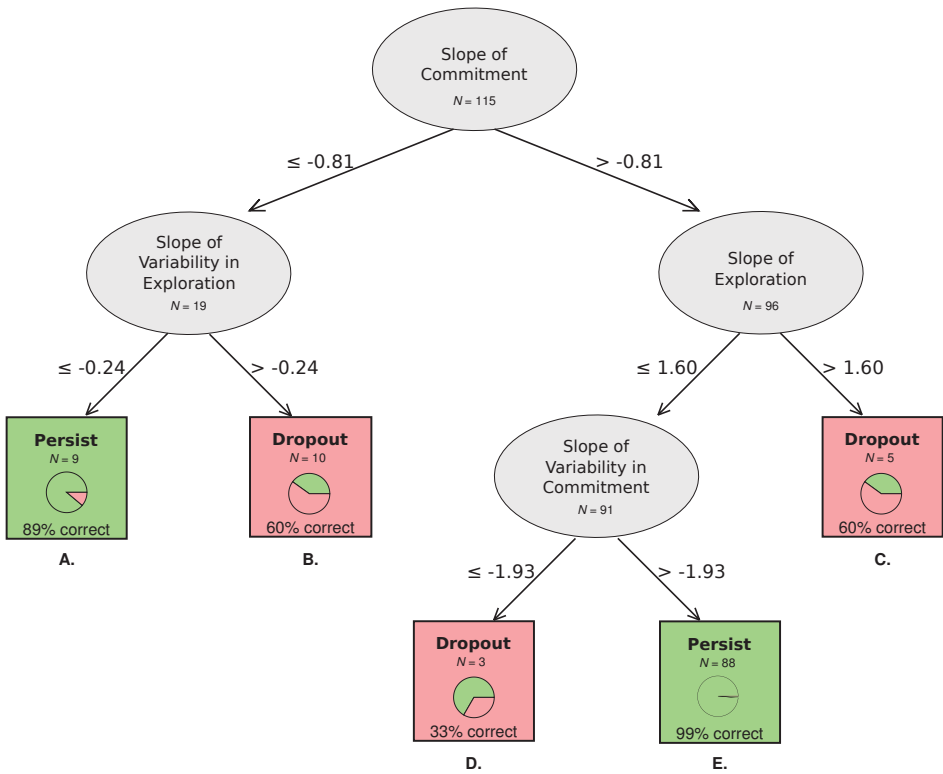 Slope of
Commitment
N = 115
≤ -0.81
> -0.81
Slope of
Variability in
Exploration
N = 19
Slope of
Exploration
N = 96
≤ -0.24
> -0.24
≤ 1.60
> 1.60
Persist
N = 9
89% correct
A.
Dropout
N = 10
60% correct
B.
Slope of
Variability in
Commitment
N = 91
Dropout
N = 5
60% correct
C.
≤ -1.93
> -1.93
Dropout
N = 3
33% correct
D.
Persist
N = 88
99% correct
E.